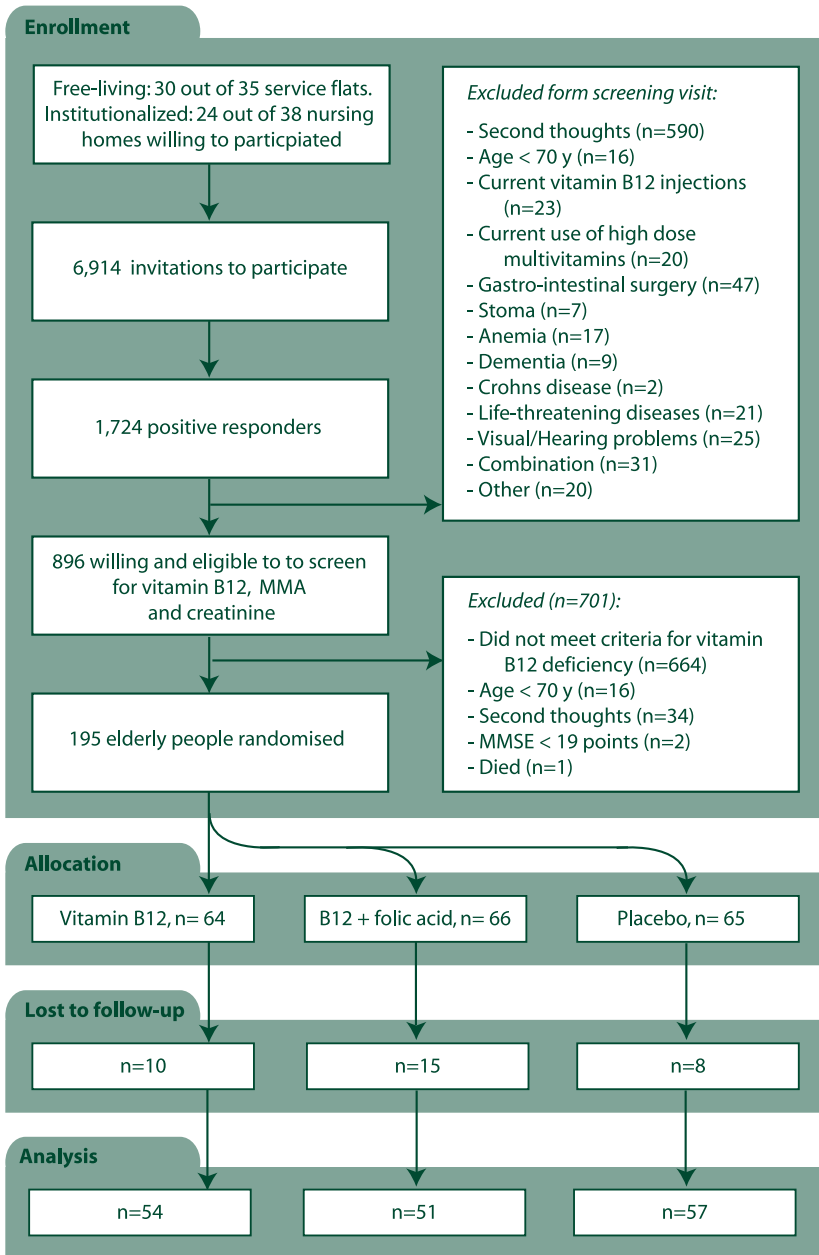 Enrollment
Free-living: 30 out of 35 service flats.
Institutionalized: 24 out of 38 nursing
homes willing to particpiated
6,914 invitations to participate
1,724 positive responders
896 willing and eligible to to screen
for vitamin B12, MMA
and creatinine
195 elderly people randomised
Excluded form screening visit:
- Second thoughts (n=590)
- Age < 70 y (n=16)
- Current vitamin B12 injections
(n=23)
- Current use of high dose
multivitamins (n=20)
- Gastro-intestinal surgery (n=47)
- Stoma (n=7)
- Anemia (n=17)
- Dementia (n=9)
- Crohns disease (n=2)
- Life-threatening diseases (n=21)
- Visual/Hearing problems (n=25)
- Combination (n=31)
- Other (n=20)
Excluded (n=701):
- Did not meet criteria for vitamin
B12 deficiency (n=664)
- Age < 70 y (n=16)
- Second thoughts (n=34)
- MMSE < 19 points (n=2)
- Died (n=1)
Allocation
Vitamin B12, n= 64
B12 + folic acid, n= 66
Placebo, n= 65
Lost to follow-up
n=10
n=15
n=8
Analysis
n=54
n=51
n=57